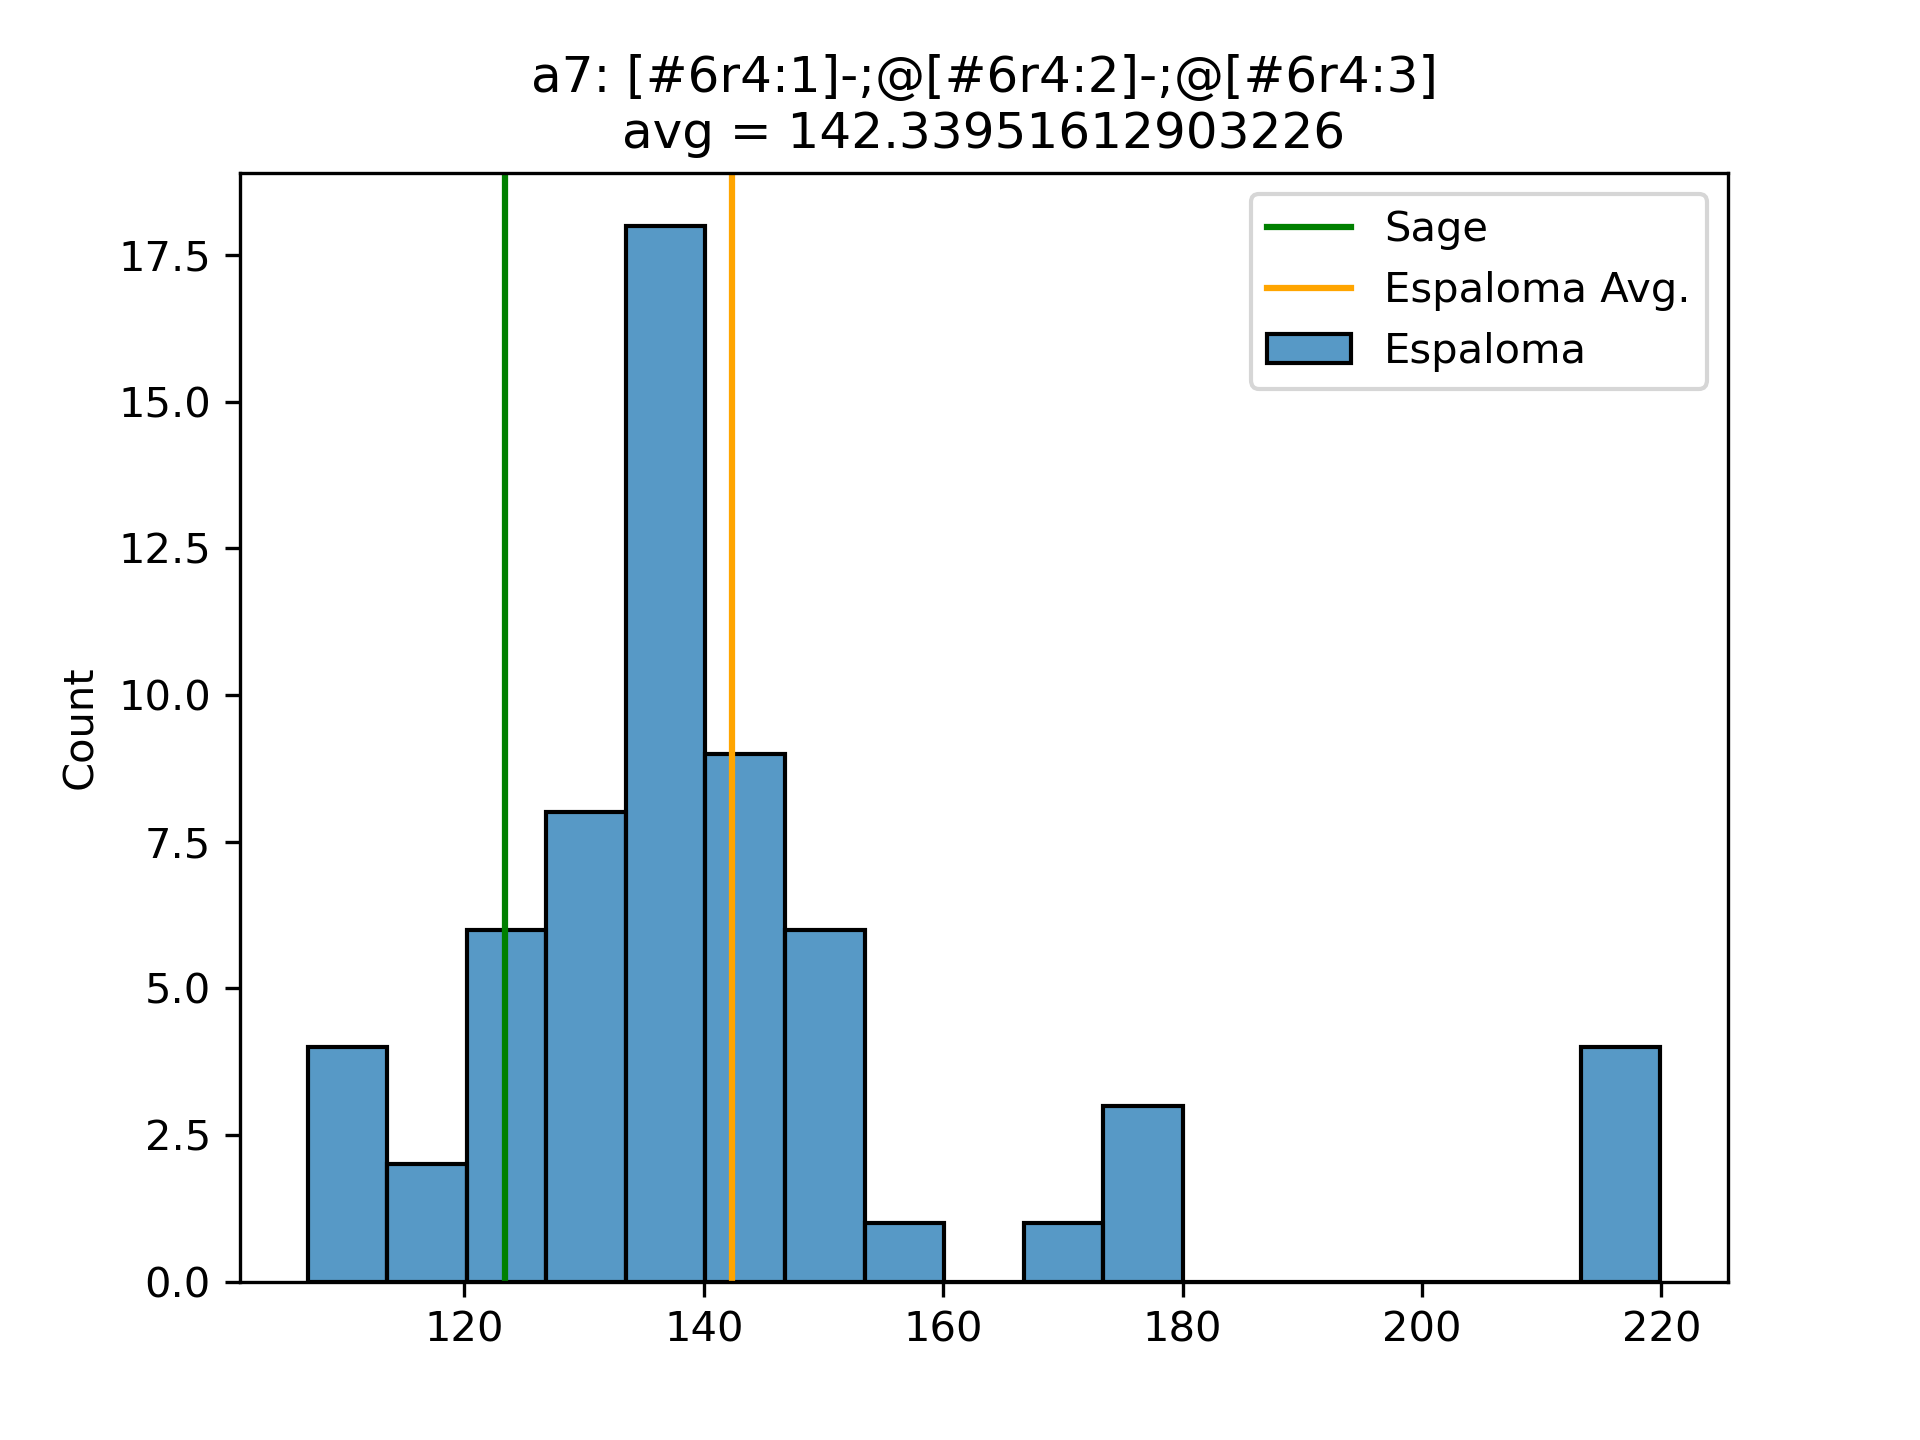 a7: [#6r4:1]-;@[#6r4:2]-;@[#6r4:3]
avg = 142.33951612903226
Sage
Espaloma Avg.
Espaloma
Count
17.5
15.0
12.5
10.0
7.5
5.0
2.5
0.0
120 140 160 180 200 220